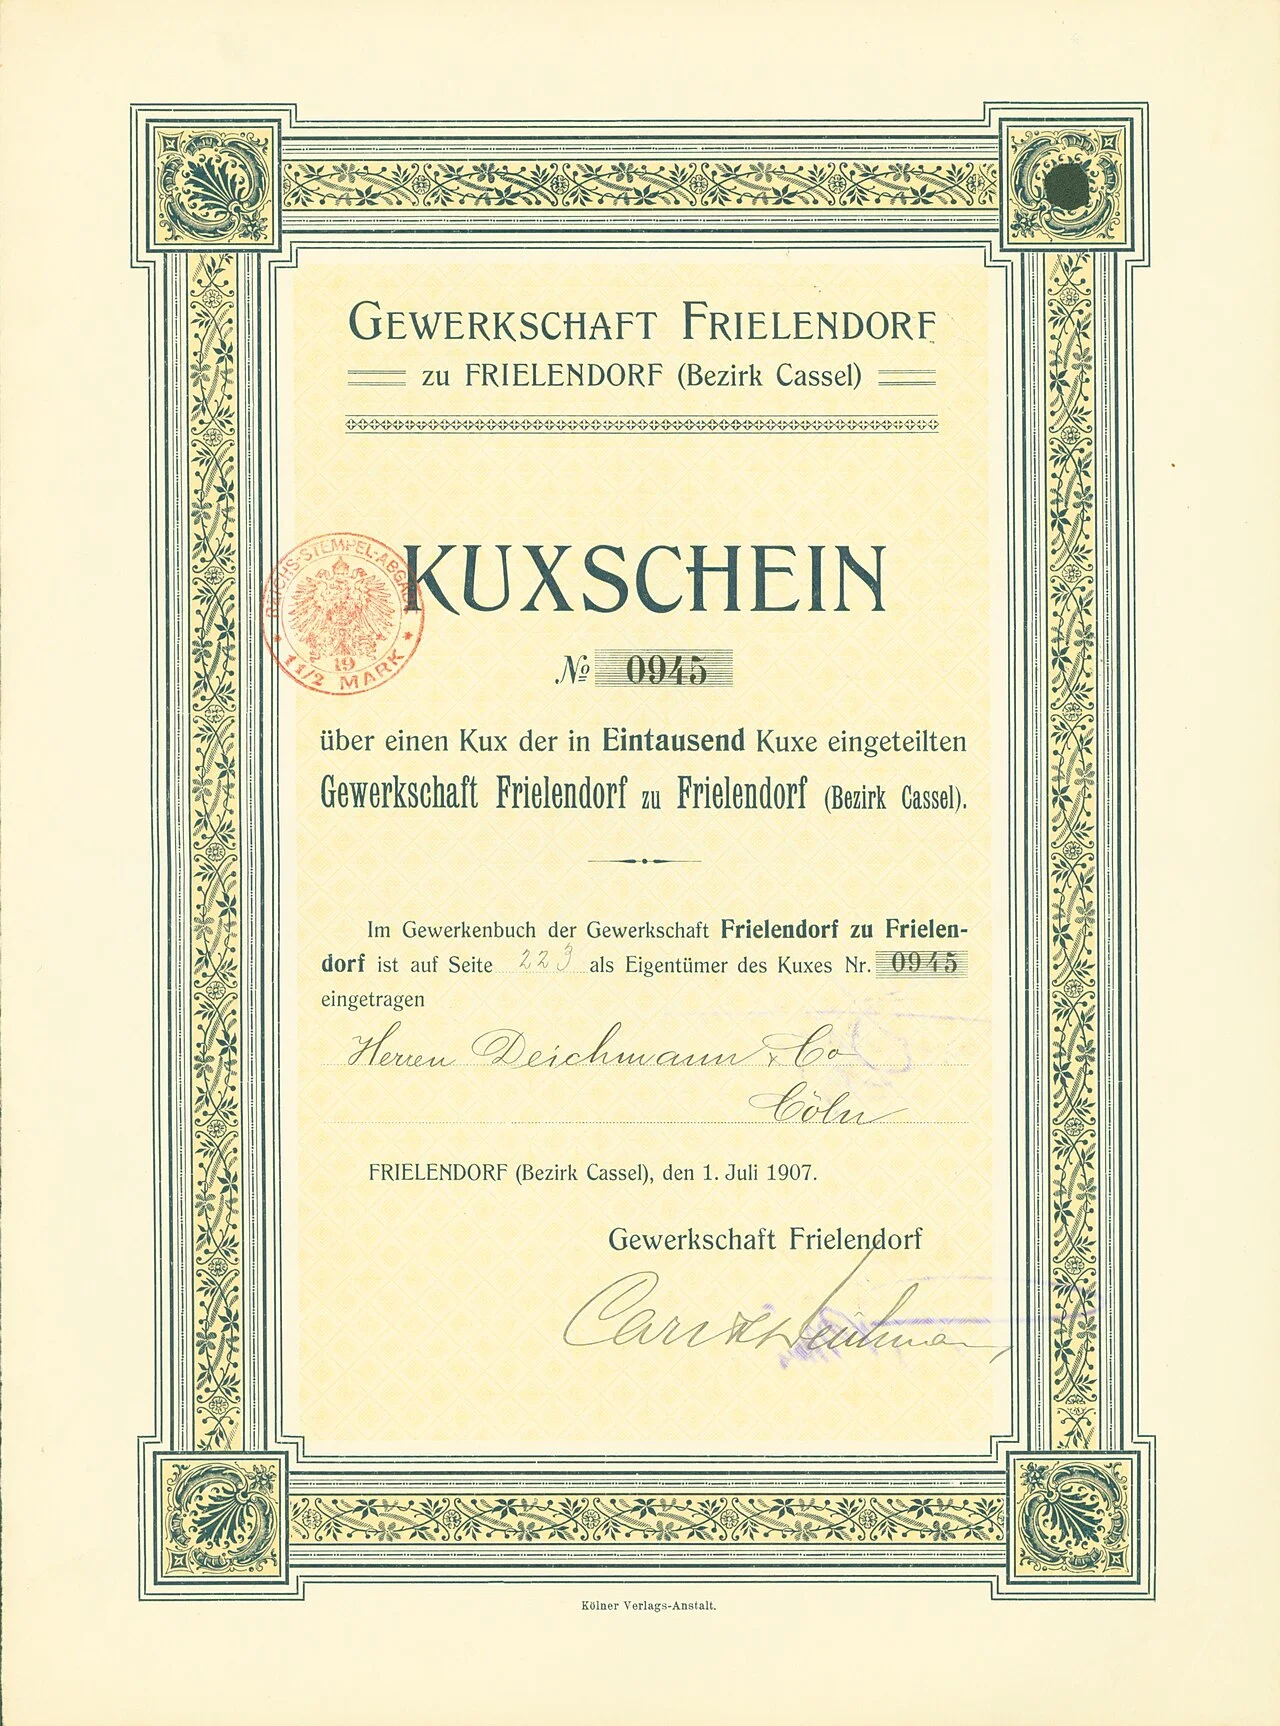 GEWERKSCHAFT FRIELENDORF
zu FRIELENDORF (Bezirk Cassel)
REICHS-STEMPEL-ABGABE
19
1 1/2 MARK
KUXSCHEIN
No 0945
über einen Kux der in Eintausend Kuxe eingeteilten
Gewerkschaft Frielendorf zu Frielendorf (Bezirk Cassel).
Im Gewerkenbuch der Gewerkschaft Frielendorf zu Frielen-
dorf ist auf Seite 223 als Eigentümer des Kuxes Nr. 0945
eingetragen
Herren Deichmann & Co
Cöln
FRIELENDORF (Bezirk Cassel), den 1. Juli 1907.
Gewerkschaft Frielendorf
Kölner Verlags-Anstalt.